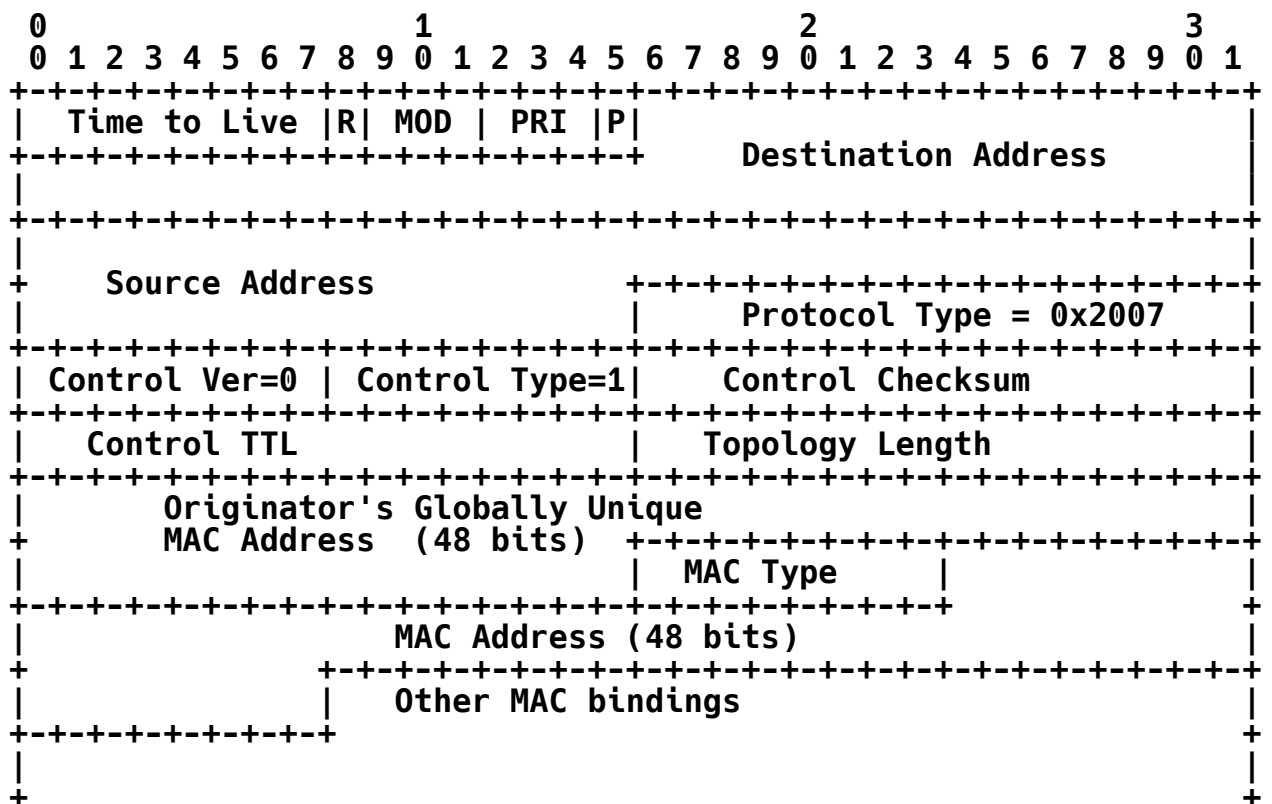 0                   1                   2                   3
 0 1 2 3 4 5 6 7 8 9 0 1 2 3 4 5 6 7 8 9 0 1 2 3 4 5 6 7 8 9 0 1
+-+-+-+-+-+-+-+-+-+-+-+-+-+-+-+-+-+-+-+-+-+-+-+-+-+-+-+-+-+-+-+-+
|  Time to Live |R| MOD | PRI |P|                               |
+-+-+-+-+-+-+-+-+-+-+-+-+-+-+-+-+     Destination Address       |
|                                                               |
+-+-+-+-+-+-+-+-+-+-+-+-+-+-+-+-+-+-+-+-+-+-+-+-+-+-+-+-+-+-+-+-+
|                                                               |
+    Source Address             +-+-+-+-+-+-+-+-+-+-+-+-+-+-+-+-+
|                               |     Protocol Type = 0x2007    |
+-+-+-+-+-+-+-+-+-+-+-+-+-+-+-+-+-+-+-+-+-+-+-+-+-+-+-+-+-+-+-+-+
| Control Ver=0 | Control Type=1|    Control Checksum           |
+-+-+-+-+-+-+-+-+-+-+-+-+-+-+-+-+-+-+-+-+-+-+-+-+-+-+-+-+-+-+-+-+
|   Control TTL                 |   Topology Length             |
+-+-+-+-+-+-+-+-+-+-+-+-+-+-+-+-+-+-+-+-+-+-+-+-+-+-+-+-+-+-+-+-+
|       Originator's Globally Unique                            |
+       MAC Address  (48 bits)  +-+-+-+-+-+-+-+-+-+-+-+-+-+-+-+-+
|                               |  MAC Type     |               |
+-+-+-+-+-+-+-+-+-+-+-+-+-+-+-+-+-+-+-+-+-+-+-+-+               +
|                   MAC Address (48 bits)                       |
+               +-+-+-+-+-+-+-+-+-+-+-+-+-+-+-+-+-+-+-+-+-+-+-+-+
|               |   Other MAC bindings                          |
+-+-+-+-+-+-+-+-+                                               +
|                                                               |
+                                                               +